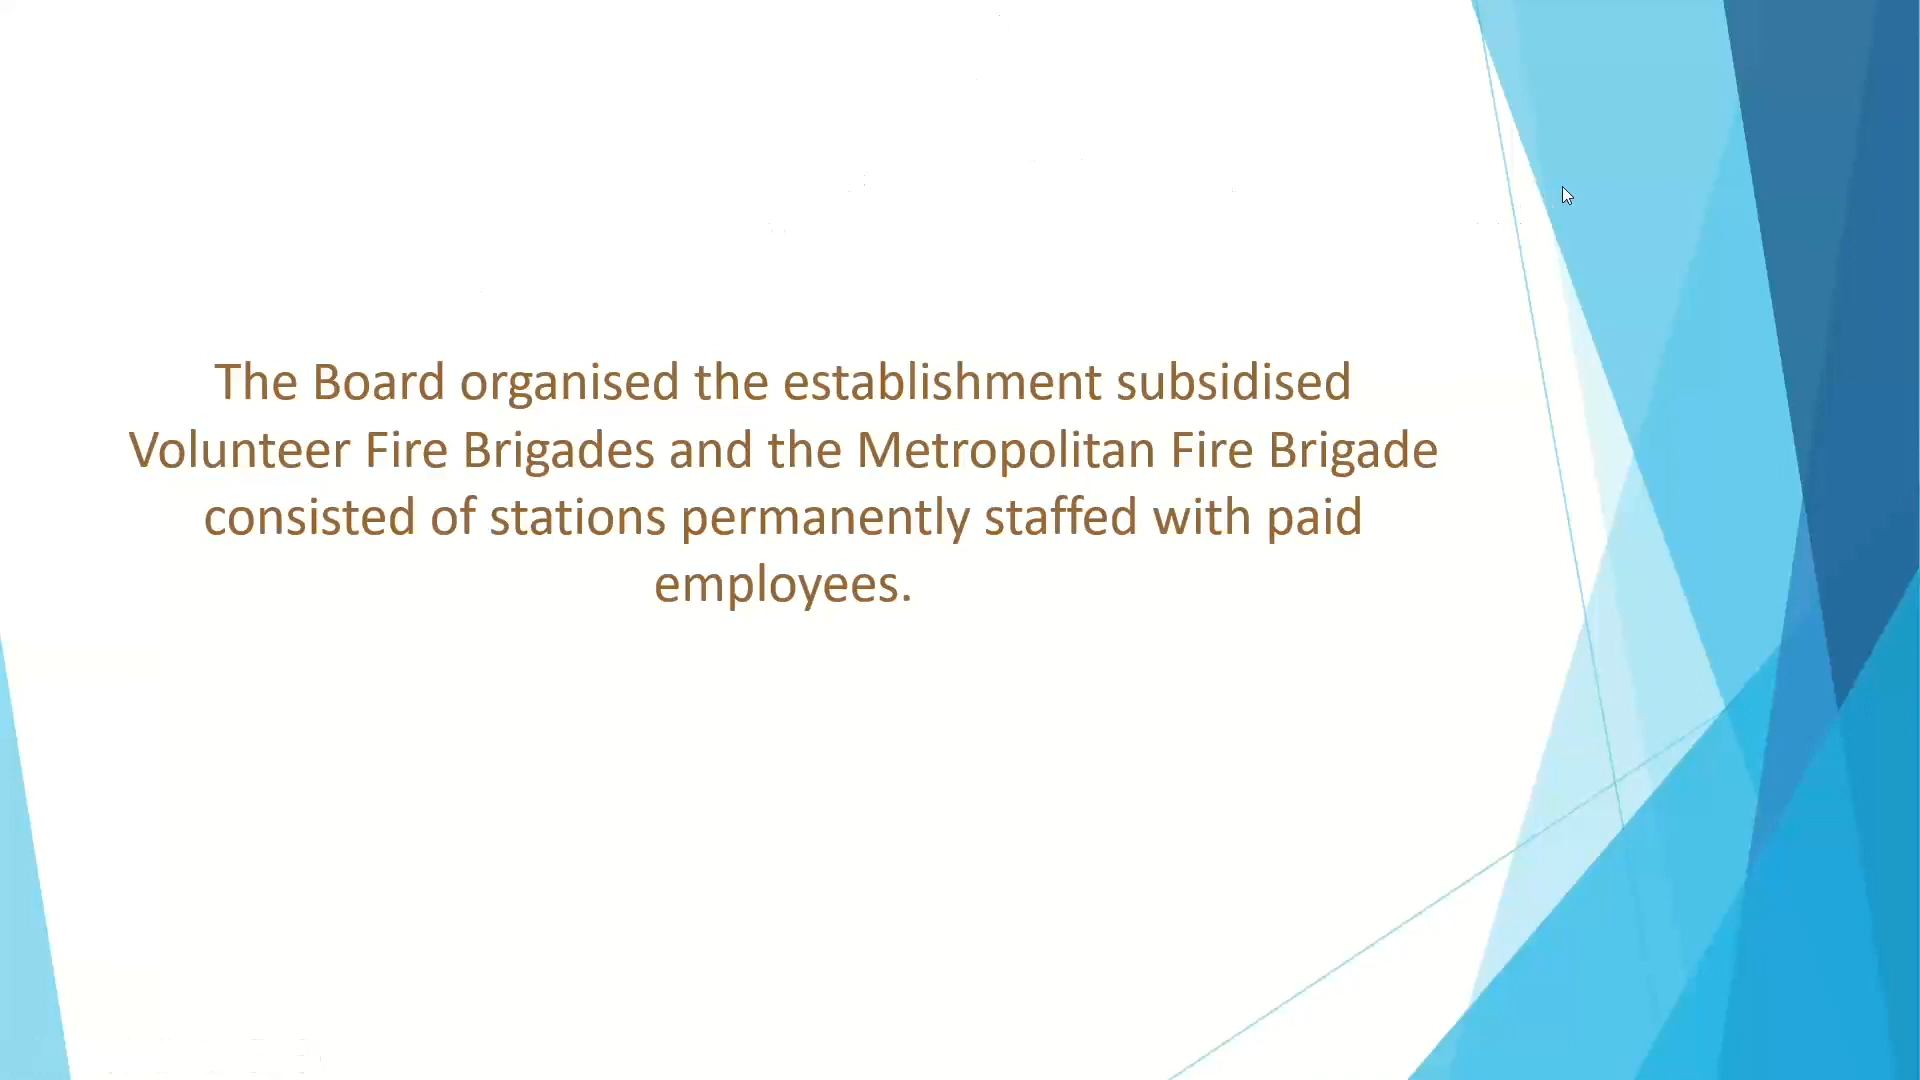 The Board organised the establishment subsidised
Volunteer Fire Brigades and the Metropolitan Fire Brigade
consisted of stations permanently staffed with paid
employees.